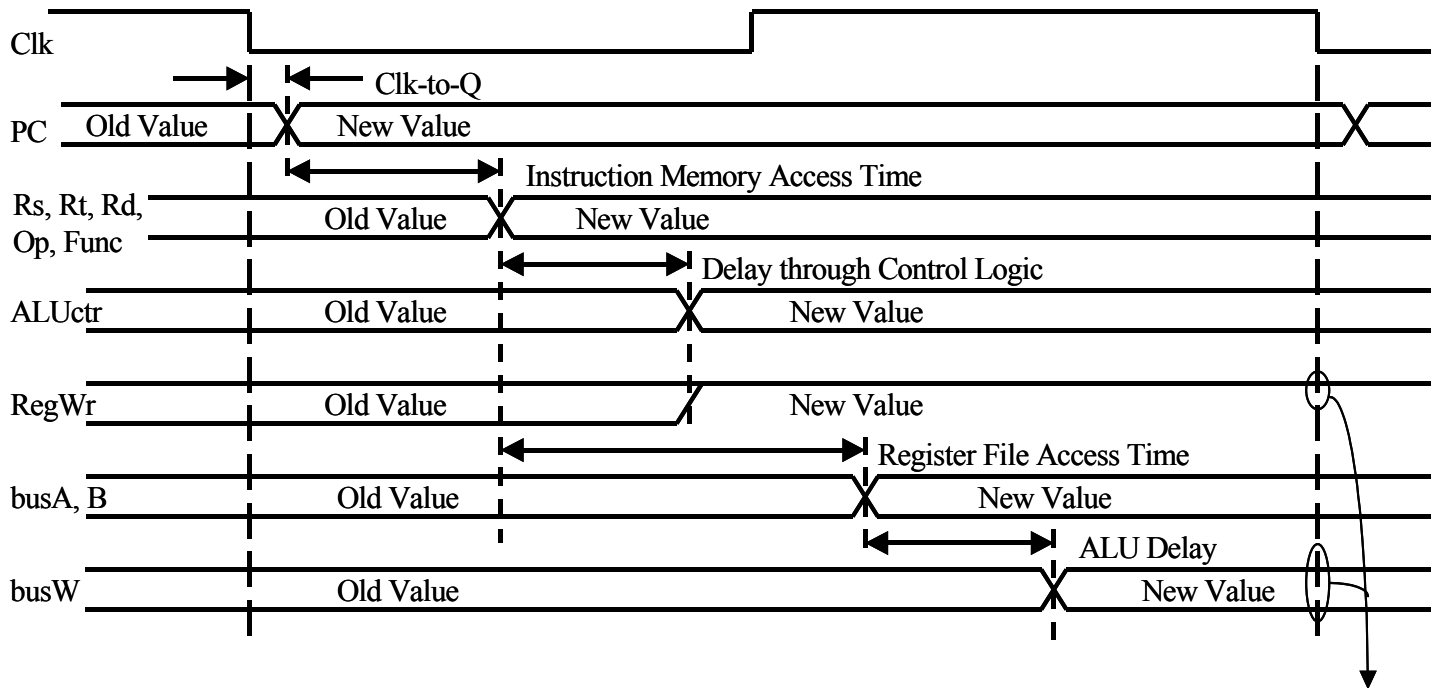 Clk
Clk-to-Q
PC Old Value New Value
Instruction Memory Access Time
Rs, Rt, Rd,
Op, Func
Old Value New Value
Delay through Control Logic
ALUctr Old Value New Value
RegWr Old Value New Value
Register File Access Time
busA, B Old Value New Value
ALU Delay
busW Old Value New Value